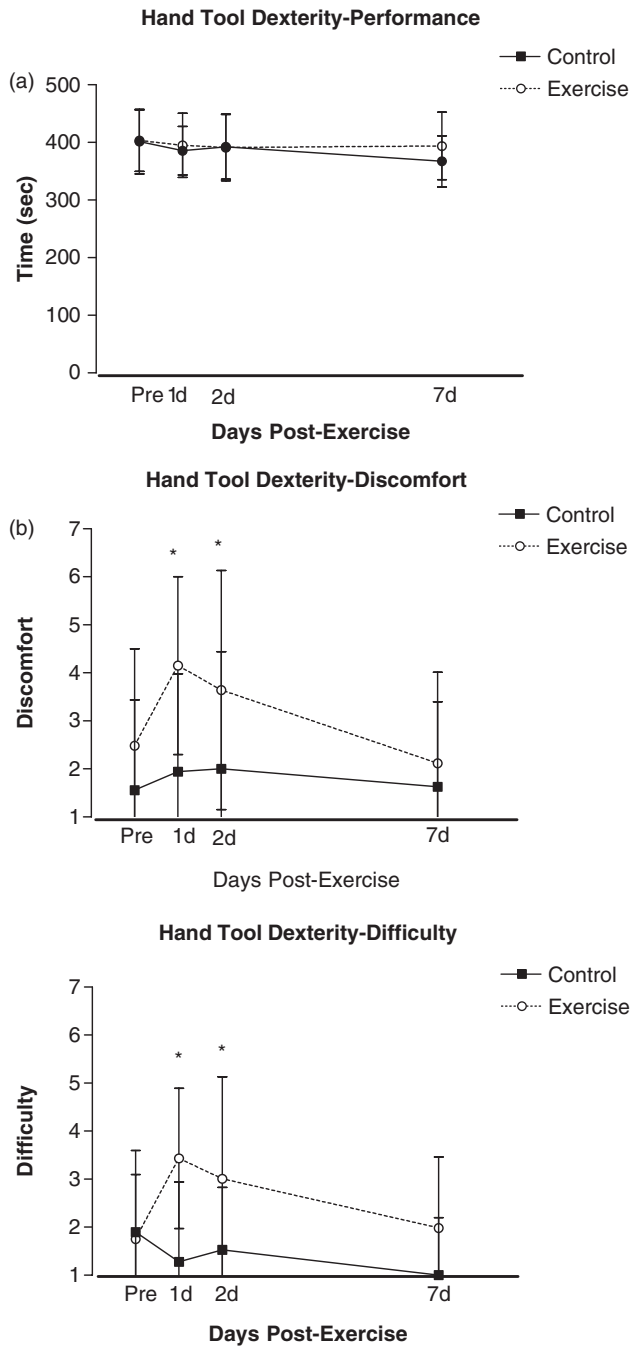 Hand Tool Dexterity-Performance
Control
Exercise
(a)
500
400
300
200
100
0
Time (sec)
Pre 1d 2d 7d
Days Post-Exercise
Hand Tool Dexterity-Discomfort
Control
Exercise
(b)
7
6
5
4
3
2
1
* *
Discomfort
Pre 1d 2d 7d
Days Post-Exercise
Hand Tool Dexterity-Difficulty
Control
Exercise
7
6
5
4
3
2
1
* *
Difficulty
Pre 1d 2d 7d
Days Post-Exercise